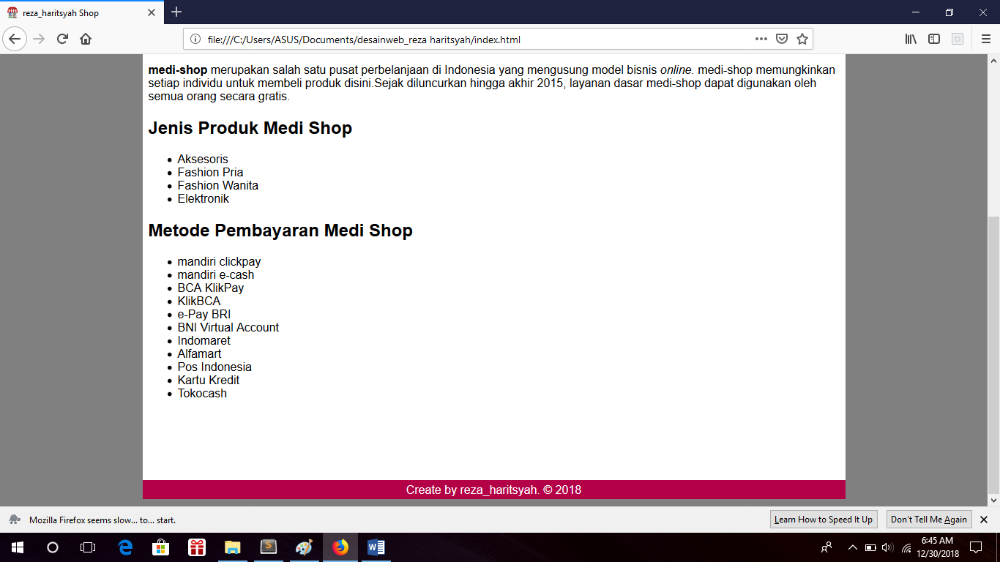 reza_haritsyah Shop
file:///C:/Users/ASUS/Documents/desainweb_reza haritsyah/index.html
medi-shop merupakan salah satu pusat perbelanjaan di Indonesia yang mengusung model bisnis online. medi-shop memungkinkan
setiap individu untuk membeli produk disini.Sejak diluncurkan hingga akhir 2015, layanan dasar medi-shop dapat digunakan oleh
semua orang secara gratis.
Jenis Produk Medi Shop
• Aksesoris
• Fashion Pria
• Fashion Wanita
• Elektronik
Metode Pembayaran Medi Shop
• mandiri clickpay
• mandiri e-cash
• BCA KlikPay
• KlikBCA
• e-Pay BRI
• BNI Virtual Account
• Indomaret
• Alfamart
• Pos Indonesia
• Kartu Kredit
• Tokocash
Create by reza_haritsyah. © 2018
Mozilla Firefox seems slow... to... start.
Learn How to Speed It Up
Don't Tell Me Again
6:45 AM
12/30/2018